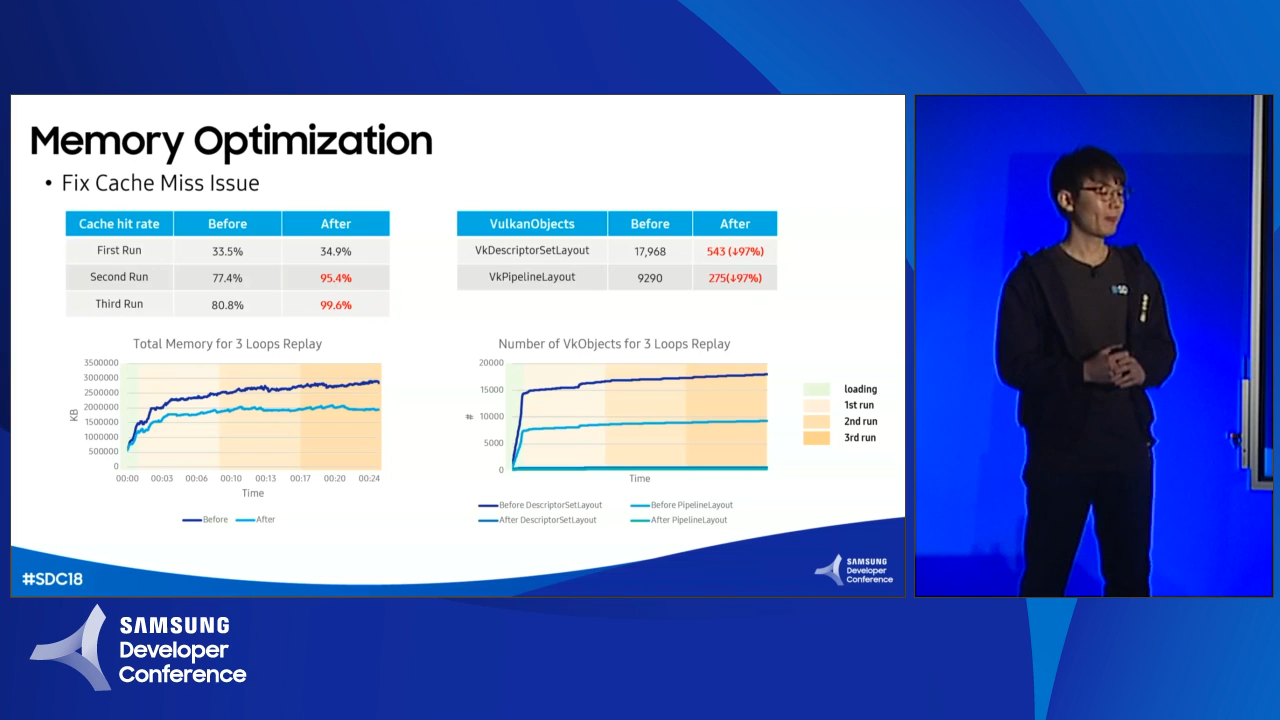 Memory Optimization
• Fix Cache Miss Issue
Cache hit rate Before After
First Run 33.5% 34.9%
Second Run 77.4% 95.4%
Third Run 80.8% 99.6%
VulkanObjects Before After
VkDescriptorSetLayout 17,968 543 (↓97%)
VkPipelineLayout 9290 275(↓97%)
Total Memory for 3 Loops Replay
3500000
3000000
2500000
2000000
1500000
1000000
500000
0
KB
00:00 00:03 00:06 00:10 00:13 00:17 00:20 00:24
Time
Before After
Number of VkObjects for 3 Loops Replay
20000
15000
10000
5000
0
#
Time
Before DescriptorSetLayout Before PipelineLayout
After DescriptorSetLayout After PipelineLayout
loading
1st run
2nd run
3rd run
#SDC18
SAMSUNG
Developer
Conference
SAMSUNG
Developer
Conference